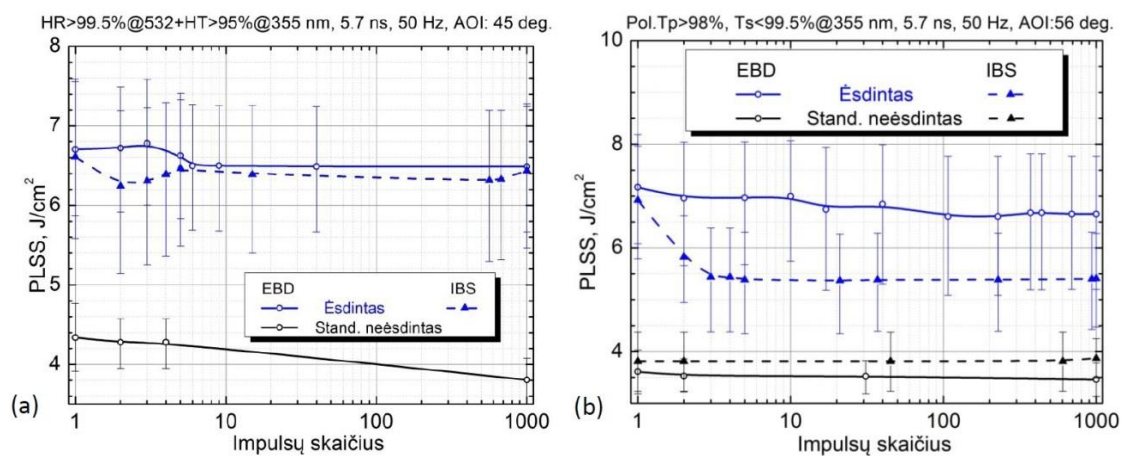 HR>99.5%@532+HT>95%@355 nm, 5.7 ns, 50 Hz, AOI: 45 deg.
8
7
6
5
4
PLSS, J/cm²
EBD IBS
Ėsdintas
Stand. neėsdintas
(a)
1 10 100 1000
Impulsų skaičius
Pol.Tp>98%, Ts<99.5%@355 nm, 5.7 ns, 50 Hz, AOI:56 deg.
10
8
6
4
PLSS, J/cm²
EBD IBS
Ėsdintas
Stand. neėsdintas
(b)
1 10 100 1000
Impulsų skaičius